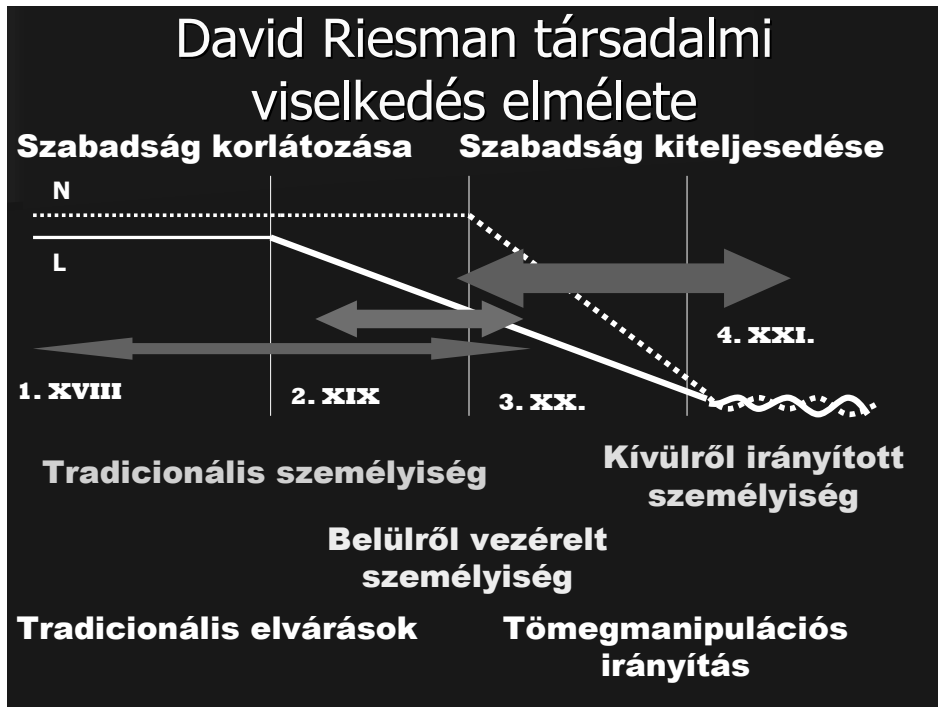 David Riesman társadalmi
viselkedés elmélete
Szabadság korlátozása
Szabadság kiteljesedése
N
L
1. XVIII
2. XIX
3. XX.
4. XXI.
Tradicionális személyiség
Kívülről irányított
személyiség
Belülről vezérelt
személyiség
Tradicionális elvárások
Tömegmanipulációs
irányítás